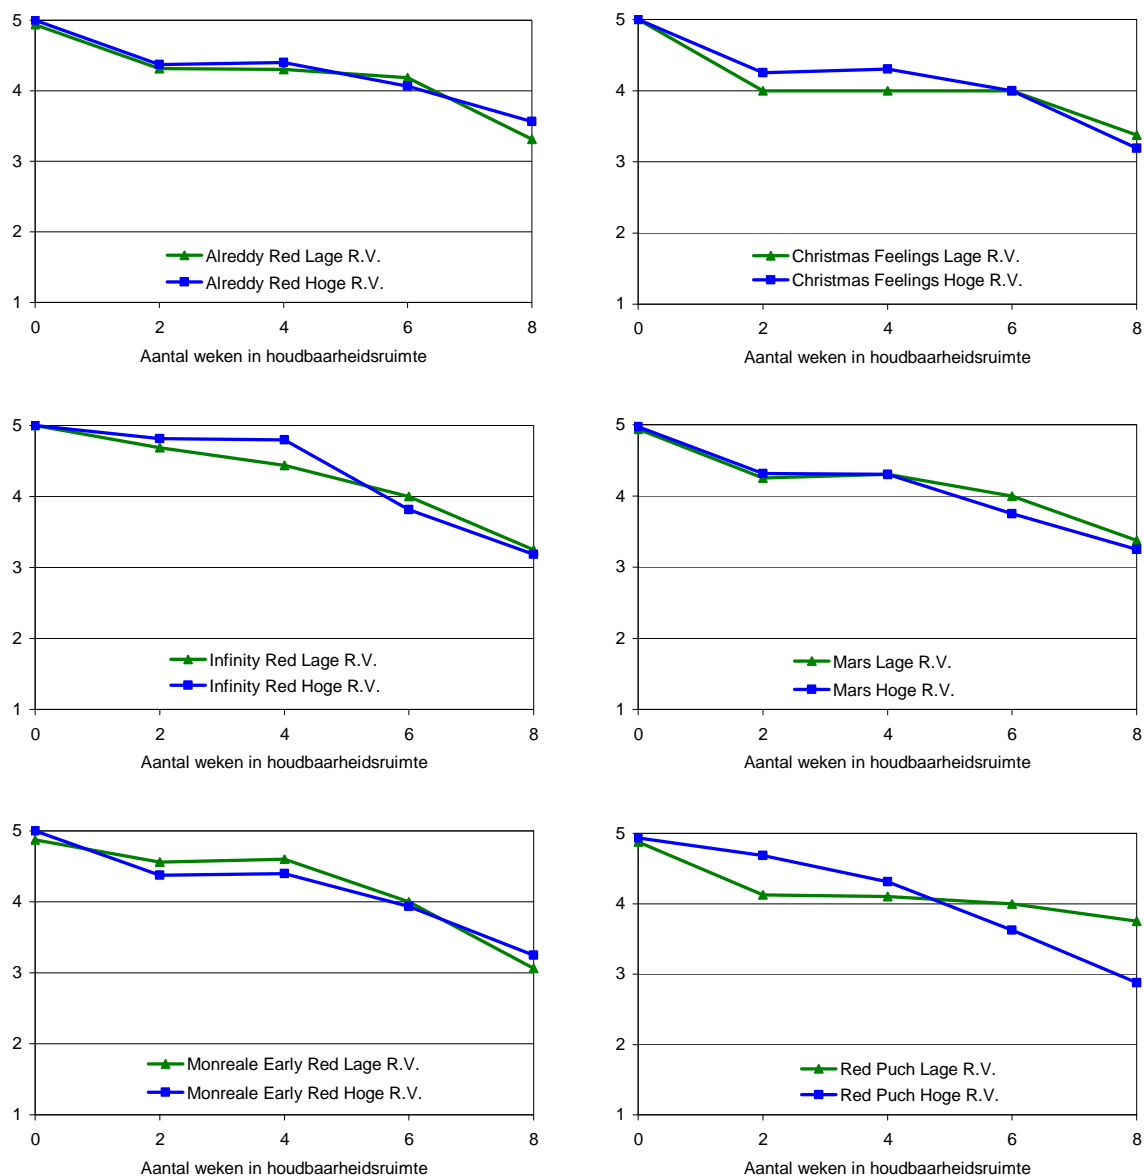 5
4
3
2
1
Alreddy Red Lage R.V.
Alreddy Red Hoge R.V.
0 2 4 6 8
Aantal weken in houdbaarheidsruimte
5
4
3
2
1
Christmas Feelings Lage R.V.
Christmas Feelings Hoge R.V.
0 2 4 6 8
Aantal weken in houdbaarheidsruimte
5
4
3
2
1
Infinity Red Lage R.V.
Infinity Red Hoge R.V.
0 2 4 6 8
Aantal weken in houdbaarheidsruimte
5
4
3
2
1
Mars Lage R.V.
Mars Hoge R.V.
0 2 4 6 8
Aantal weken in houdbaarheidsruimte
5
4
3
2
1
Monreale Early Red Lage R.V.
Monreale Early Red Hoge R.V.
0 2 4 6 8
Aantal weken in houdbaarheidsruimte
5
4
3
2
1
Red Puch Lage R.V.
Red Puch Hoge R.V.
0 2 4 6 8
Aantal weken in houdbaarheidsruimte